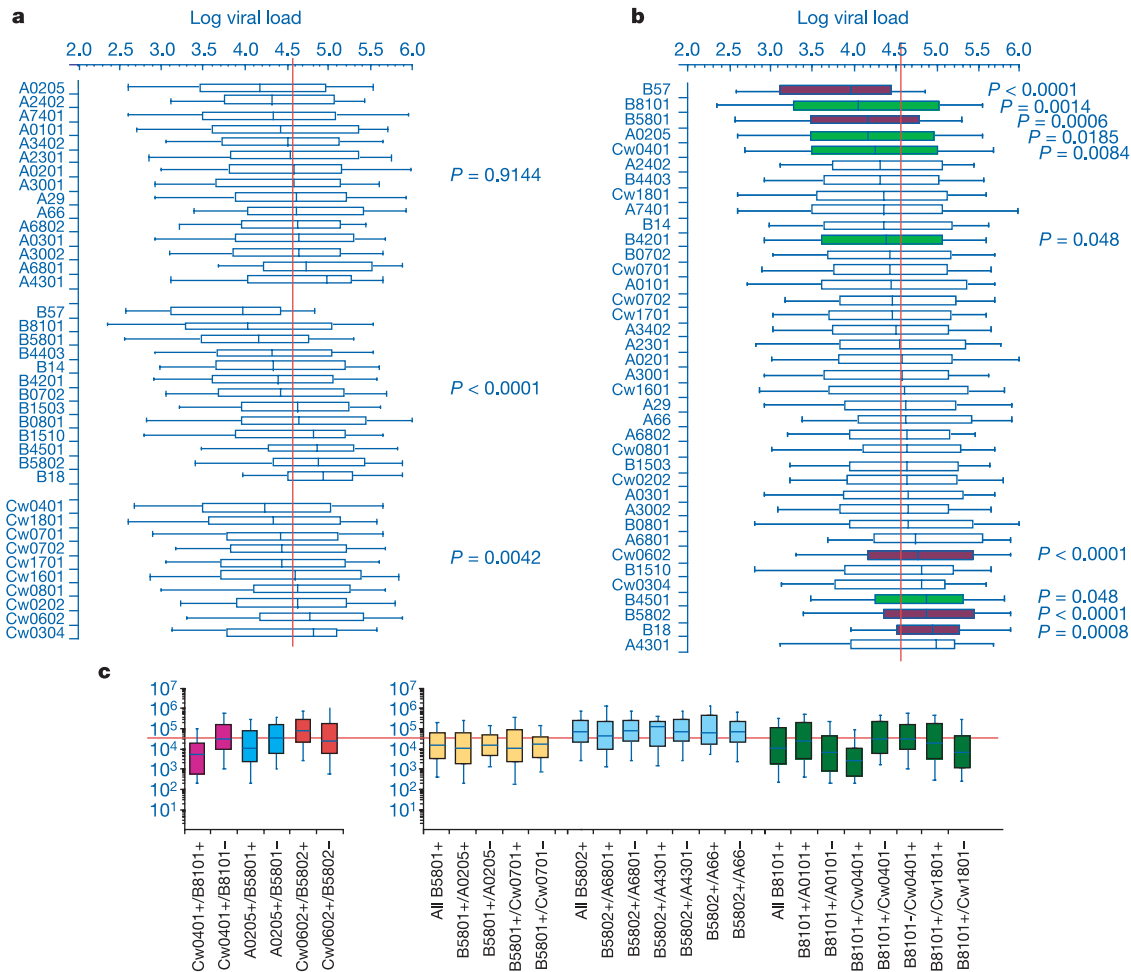 a
Log viral load
2.0 2.5 3.0 3.5 4.0 4.5 5.0 5.5 6.0
A0205
A2402
A7401
A0101
A3402
A2301
A0201
A3001
A29
A66
A6802
A0301
A3002
A6801
A4301
P = 0.9144
B57
B8101
B5801
B4403
B14
B4201
B0702
B1503
B0801
B1510
B4501
B5802
B18
P < 0.0001
Cw0401
Cw1801
Cw0701
Cw0702
Cw1701
Cw1601
Cw0801
Cw0202
Cw0602
Cw0304
P = 0.0042
b
Log viral load
2.0 2.5 3.0 3.5 4.0 4.5 5.0 5.5 6.0
B57 P < 0.0001
B8101 P = 0.0014
B5801 P = 0.0006
A0205 P = 0.0185
Cw0401 P = 0.0084
A2402
B4403
Cw1801
A7401
B14
B4201 P = 0.048
B0702
Cw0701
A0101
Cw0702
Cw1701
A3402
A2301
A0201
A3001
Cw1601
A29
A66
A6802
Cw0801
B1503
Cw0202
A0301
A3002
B0801
A6801
Cw0602 P < 0.0001
B1510
Cw0304
B4501 P = 0.048
B5802 P < 0.0001
B18 P = 0.0008
A4301
c
10⁷
10⁶
10⁵
10⁴
10³
10²
10¹
Cw0401+/B8101+
Cw0401+/B8101−
A0205+/B5801+
A0205+/B5801−
Cw0602+/B5802+
Cw0602+/B5802−
10⁷
10⁶
10⁵
10⁴
10³
10²
10¹
All B5801+
B5801+/A0205+
B5801+/A0205−
B5801+/Cw0701+
B5801+/Cw0701−
All B5802+
B5802+/A6801+
B5802+/A6801−
B5802+/A4301+
B5802+/A4301−
B5802+/A66+
B5802+/A66−
All B8101+
B8101+/A0101+
B8101+/A0101−
B8101+/Cw0401+
B8101+/Cw0401−
B8101−/Cw0401+
B8101+/Cw1801+
B8101+/Cw1801−